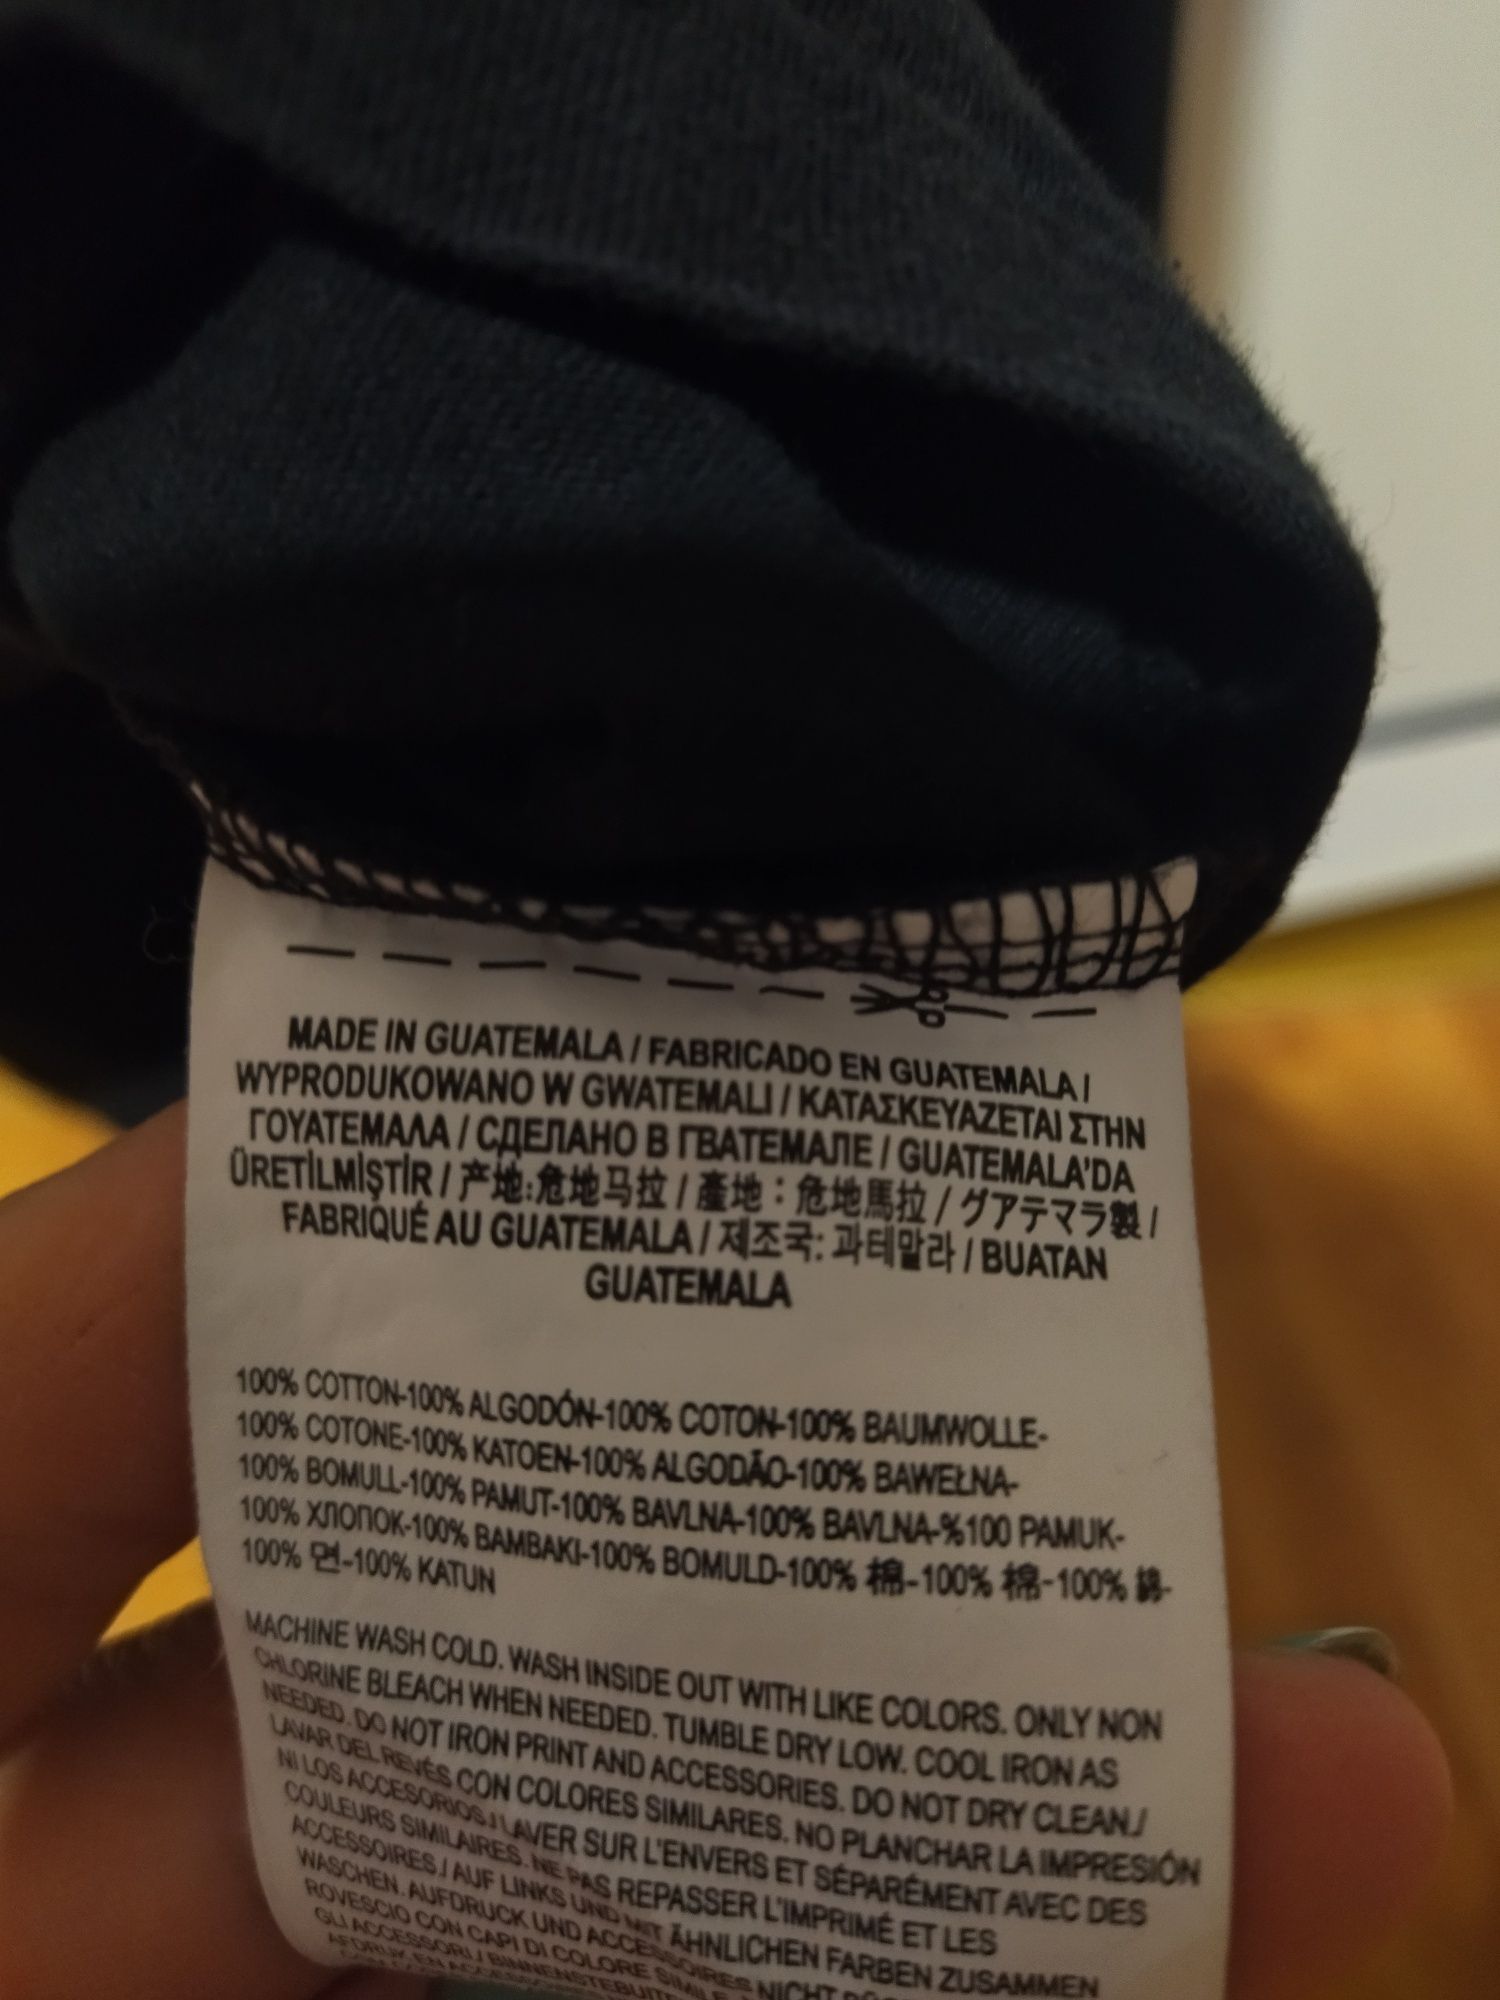 MADE IN GUATEMALA / FABRICADO EN GUATEMALA /
WYPRODUKOWANO W GWATEMALI / ΚΑΤΑΣΚΕΥΑΖΕΤΑΙ ΣΤΗΝ
ΓΟΥΑΤΕΜΑΛΑ / СДЕЛАНО В ГВАТЕМАЛЕ / GUATEMALA'DA
ÜRETİLMİŞTİR / 产地:危地马拉 / 產地：危地馬拉 / グアテマラ製 /
FABRIQUÉ AU GUATEMALA / 제조국: 과테말라 / BUATAN
GUATEMALA
100% COTTON-100% ALGODÓN-100% COTON-100% BAUMWOLLE-
100% COTONE-100% KATOEN-100% ALGODÃO-100% BAWEŁNA-
100% BOMULL-100% PAMUT-100% BAVLNA-100% BAVLNA-%100 PAMUK-
100% ХЛОПОК-100% BAMBAKI-100% BOMULD-100% 棉-100% 棉-100% 綿-
100% 면-100% KATUN
MACHINE WASH COLD. WASH INSIDE OUT WITH LIKE COLORS. ONLY NON
CHLORINE BLEACH WHEN NEEDED. TUMBLE DRY LOW. COOL IRON AS
NEEDED. DO NOT IRON PRINT AND ACCESSORIES. DO NOT DRY CLEAN./
LAVAR DEL REVÉS CON COLORES SIMILARES. NO PLANCHAR LA IMPRESIÓN
NI LOS ACCESORIOS./ LAVER SUR L'ENVERS ET SÉPARÉMENT AVEC DES
COULEURS SIMILAIRES. NE PAS REPASSER L'IMPRIMÉ ET LES
ACCESSOIRES./ AUF LINKS UND MIT ÄHNLICHEN FARBEN ZUSAMMEN
WASCHEN. AUFDRUCK UND ACCESSOIRES NICHT
ROVESCIO CON CAPI DI COLORE SIMILE.
GLI ACCESSORI./ BINNENSTEBUITEN